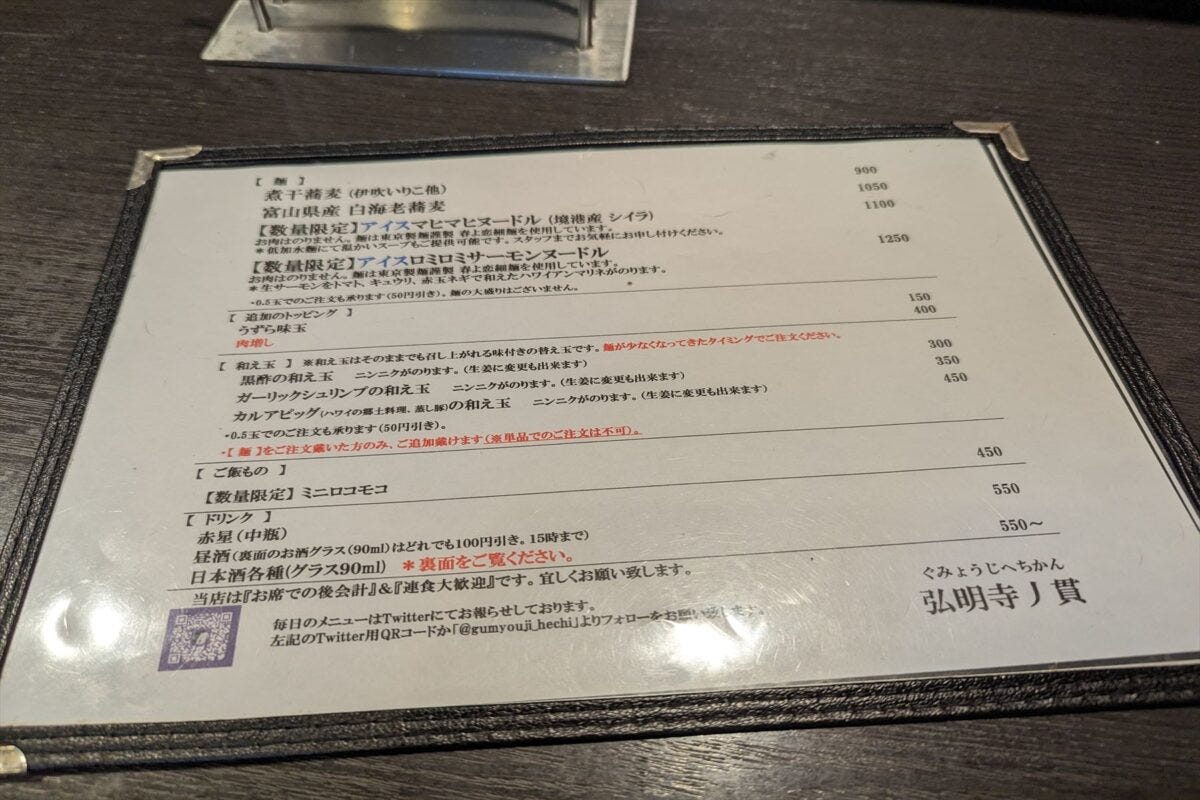 【 麺 】
煮干蕎麦 (伊吹いりこ他) 900
富山県産 白海老蕎麦 1050
【数量限定】アイスマヒマヒヌードル (境港産 シイラ) 1100
お肉はのりません。麺は東京製麺謹製 春よ恋細麺を使用しています。
＊低加水麺にて温かいスープもご提供可能です。スタッフまでお気軽にお申し付けください。
【数量限定】アイスロミロミサーモンヌードル 1250
お肉はのりません。麺は東京製麺謹製 春よ恋細麺を使用しています。
＊生サーモンをトマト、キュウリ、赤玉ネギで和えたハワイアンマリネがのります。
・0.5玉でのご注文も承ります(50円引き)。麺の大盛りはございません。
【 追加のトッピング 】
うずら味玉 150
肉増し 400
【 和え玉 】 ※和え玉はそのままでも召し上がれる味付きの替え玉です。麺が少なくなってきたタイミングでご注文ください。
黒酢の和え玉 ニンニクがのります。(生姜に変更も出来ます) 300
ガーリックシュリンプの和え玉 ニンニクがのります。(生姜に変更も出来ます) 350
カルアピッグ(ハワイの郷土料理、蒸し豚)の和え玉 ニンニクがのります。(生姜に変更も出来ます) 450
・0.5玉でのご注文も承ります(50円引き)。
・【 麺 】をご注文戴いた方のみ、ご追加戴けます(※単品でのご注文は不可)。
【 ご飯もの 】
【数量限定】ミニロコモコ 450
【 ドリンク 】
赤星(中瓶) 550
昼酒(裏面のお酒グラス(90ml)はどれでも100円引き。15時まで)
日本酒各種(グラス90ml) ＊裏面をご覧ください。 550〜
当店は『お席での後会計』&『連食大歓迎』です。宜しくお願い致します。
毎日のメニューはTwitterにてお報らせしております。
左記のTwitter用QRコードか「@gumyouji_hechi」よりフォローをお願い致します。
ぐみょうじへちかん
弘明寺丿貫